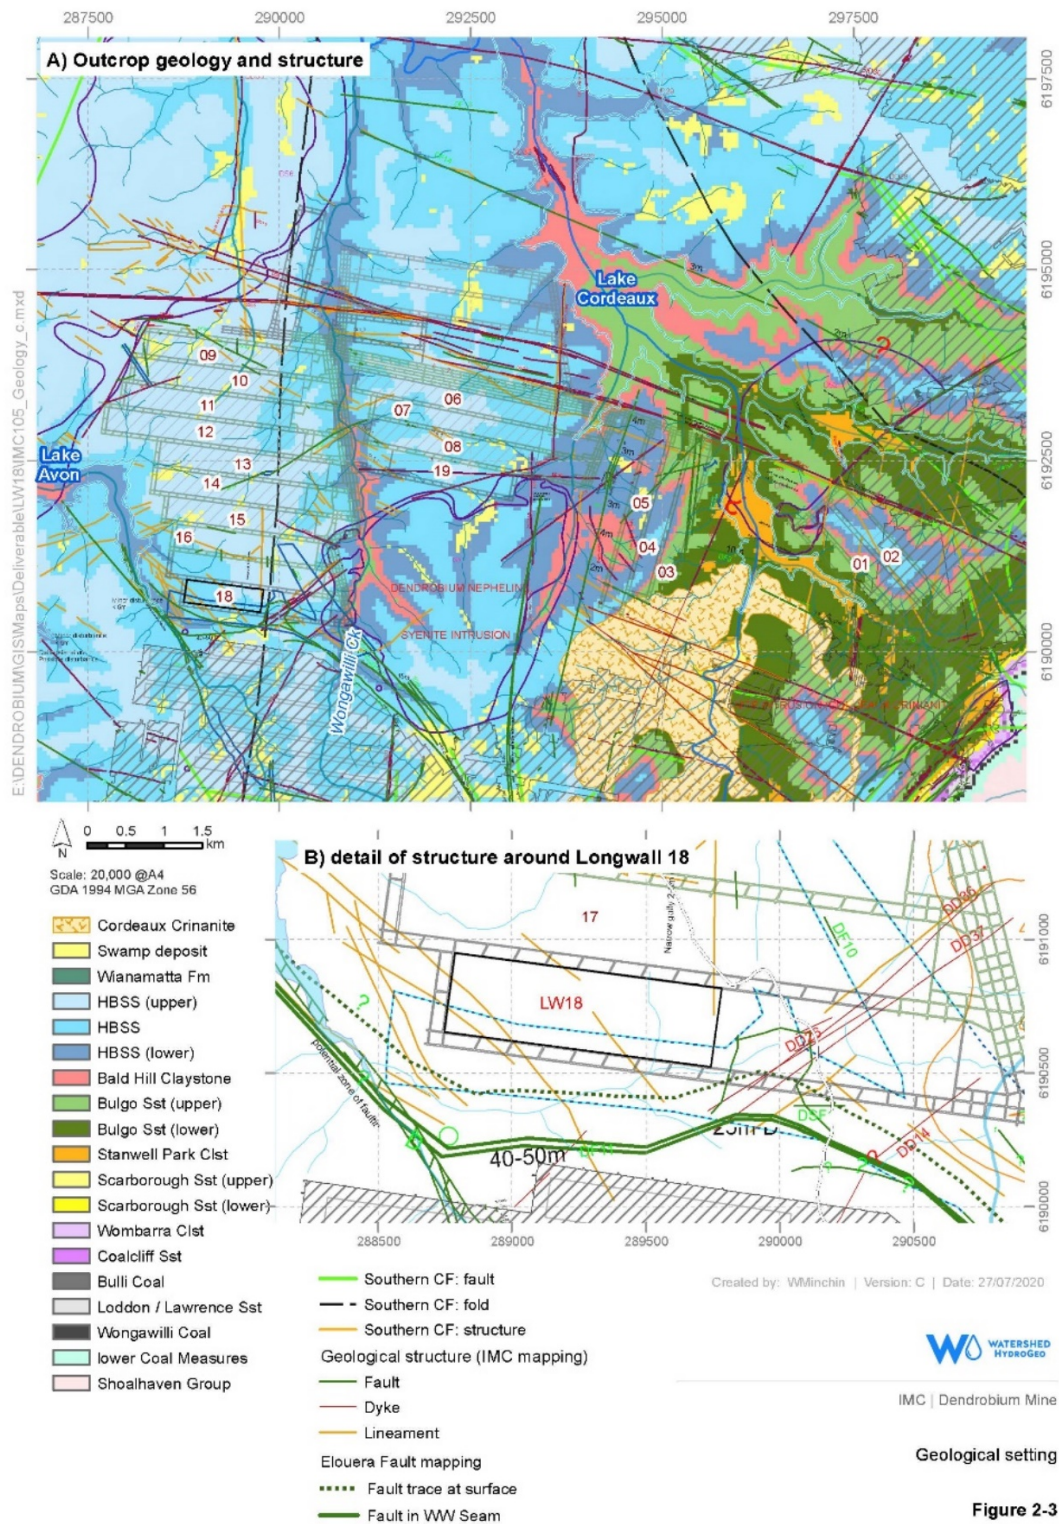 287500
290000
292500
295000
297500
A) Outcrop geology and structure
6197500
6195000
6192500
6190000
E:\DENDROBIUM\GIS\Maps\Deliverable\LW18\IMC105_Geology_c.mxd
Lake
Cordeaux
3m
09
10
06
07
11
4m
12
08
Lake
Avon
3m
13
19
14
05
3m
15
16
4m
04
02
01
2m
03
DENDROBIUM NEPHELIN
18
SYENITE INTRUSION
Wongawilli Ck
?
N
0 0.5 1 1.5
km
Scale: 20,000 @A4
GDA 1994 MGA Zone 56
Cordeaux Crinanite
Swamp deposit
Wianamatta Fm
HBSS (upper)
HBSS
HBSS (lower)
Bald Hill Claystone
Bulgo Sst (upper)
Bulgo Sst (lower)
Stanwell Park Clst
Scarborough Sst (upper)
Scarborough Sst (lower)
Wombarra Clst
Coalcliff Sst
Bulli Coal
Loddon / Lawrence Sst
Wongawilli Coal
lower Coal Measures
Shoalhaven Group
B) detail of structure around Longwall 18
17
DD36
DD37
DF10
6191000
LW18
?
DD25
6190500
potential zone of faultin
DD14
40-50m
?
?
?
6190000
288500
289000
289500
290000
290500
Southern CF: fault
Southern CF: fold
Southern CF: structure
Geological structure (IMC mapping)
Fault
Dyke
Lineament
Elouera Fault mapping
Fault trace at surface
Fault in WW Seam
Created by: WMinchin | Version: C | Date: 27/07/2020
WATERSHED
HYDROGEO
IMC | Dendrobium Mine
Geological setting
Figure 2-3